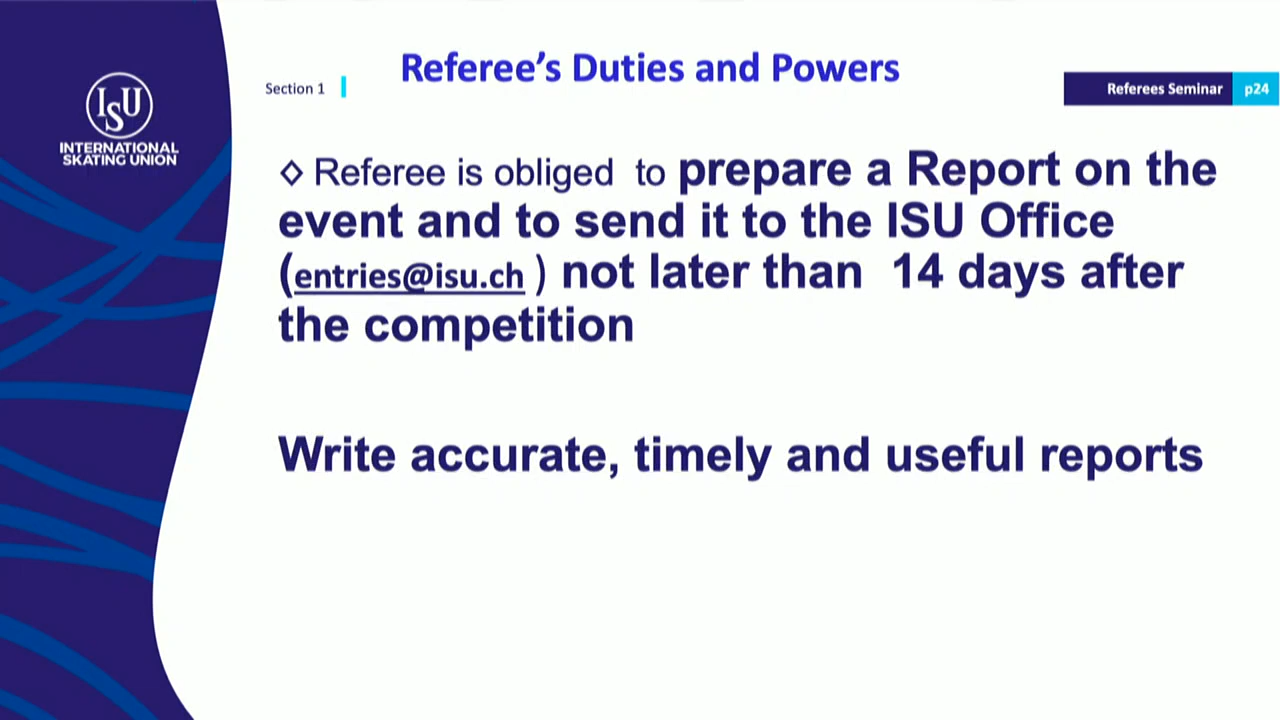 ISU
INTERNATIONAL
SKATING UNION
Section 1
Referee's Duties and Powers
Referees Seminar
p24
◇ Referee is obliged to prepare a Report on the
event and to send it to the ISU Office
(entries@isu.ch ) not later than 14 days after
the competition
Write accurate, timely and useful reports